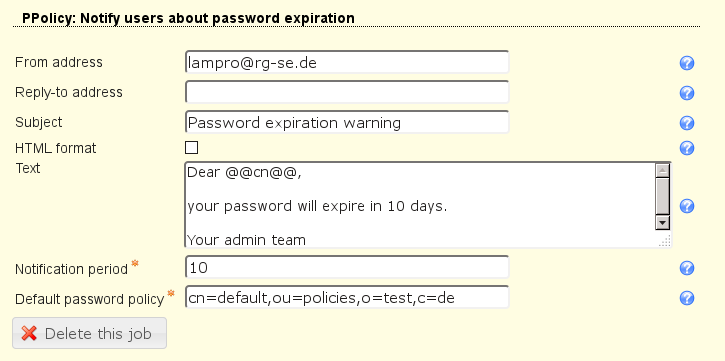 PPolicy: Notify users about password expiration
From address lampro@rg-se.de
Reply-to address
Subject Password expiration warning
HTML format
Text Dear @@cn@@,
your password will expire in 10 days.
Your admin team
Notification period * 10
Default password policy * cn=default,ou=policies,o=test,c=de
Delete this job